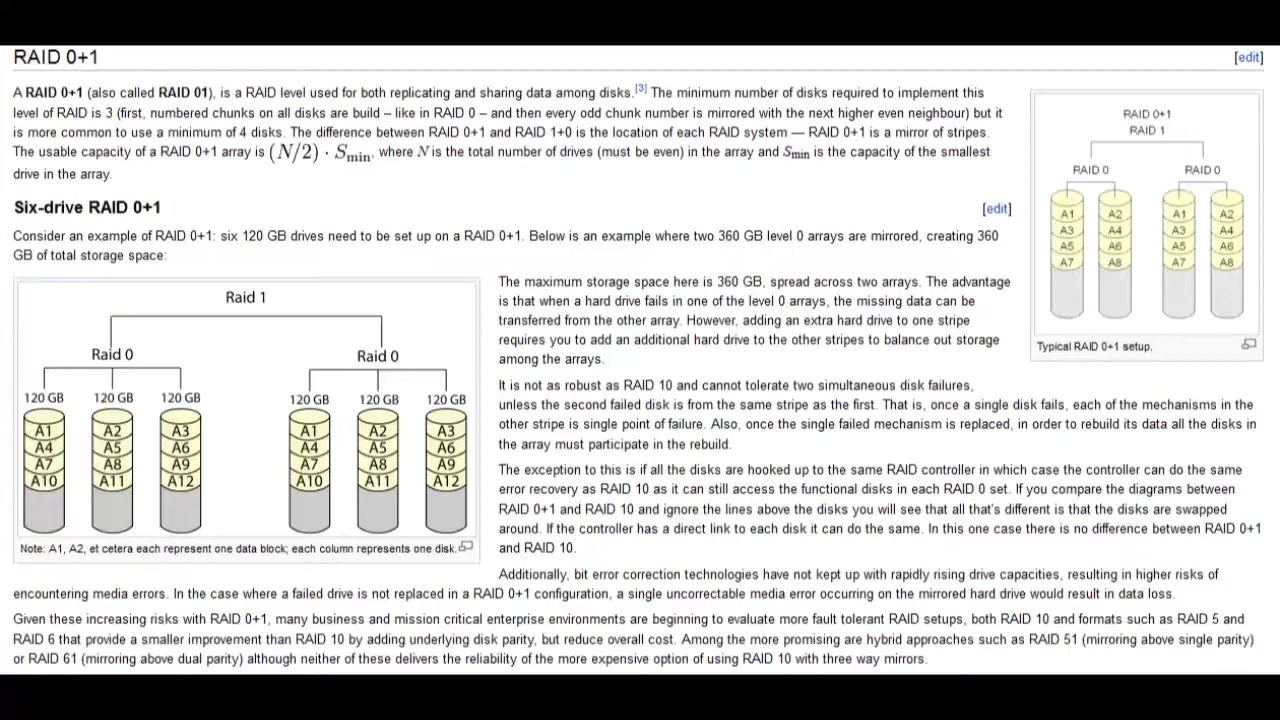 RAID 0+1
[edit]
A RAID 0+1 (also called RAID 01), is a RAID level used for both replicating and sharing data among disks.[3] The minimum number of disks required to implement this
level of RAID is 3 (first, numbered chunks on all disks are build – like in RAID 0 – and then every odd chunk number is mirrored with the next higher even neighbour) but it
is more common to use a minimum of 4 disks. The difference between RAID 0+1 and RAID 1+0 is the location of each RAID system — RAID 0+1 is a mirror of stripes.
The usable capacity of a RAID 0+1 array is (N/2) · Smin, where N is the total number of drives (must be even) in the array and Smin is the capacity of the smallest
drive in the array.
RAID 0+1
RAID 1
RAID 0 RAID 0
A1 A2 A1 A2
A3 A4 A3 A4
A5 A6 A5 A6
A7 A8 A7 A8
Typical RAID 0+1 setup.
Six-drive RAID 0+1
[edit]
Consider an example of RAID 0+1: six 120 GB drives need to be set up on a RAID 0+1. Below is an example where two 360 GB level 0 arrays are mirrored, creating 360
GB of total storage space:
Raid 1
Raid 0 Raid 0
120 GB 120 GB 120 GB 120 GB 120 GB 120 GB
A1 A2 A3 A1 A2 A3
A4 A5 A6 A4 A5 A6
A7 A8 A9 A7 A8 A9
A10 A11 A12 A10 A11 A12
Note: A1, A2, et cetera each represent one data block; each column represents one disk.
The maximum storage space here is 360 GB, spread across two arrays. The advantage
is that when a hard drive fails in one of the level 0 arrays, the missing data can be
transferred from the other array. However, adding an extra hard drive to one stripe
requires you to add an additional hard drive to the other stripes to balance out storage
among the arrays.
It is not as robust as RAID 10 and cannot tolerate two simultaneous disk failures,
unless the second failed disk is from the same stripe as the first. That is, once a single disk fails, each of the mechanisms in the
other stripe is single point of failure. Also, once the single failed mechanism is replaced, in order to rebuild its data all the disks in
the array must participate in the rebuild.
The exception to this is if all the disks are hooked up to the same RAID controller in which case the controller can do the same
error recovery as RAID 10 as it can still access the functional disks in each RAID 0 set. If you compare the diagrams between
RAID 0+1 and RAID 10 and ignore the lines above the disks you will see that all that's different is that the disks are swapped
around. If the controller has a direct link to each disk it can do the same. In this one case there is no difference between RAID 0+1
and RAID 10.
Additionally, bit error correction technologies have not kept up with rapidly rising drive capacities, resulting in higher risks of
encountering media errors. In the case where a failed drive is not replaced in a RAID 0+1 configuration, a single uncorrectable media error occurring on the mirrored hard drive would result in data loss.
Given these increasing risks with RAID 0+1, many business and mission critical enterprise environments are beginning to evaluate more fault tolerant RAID setups, both RAID 10 and formats such as RAID 5 and
RAID 6 that provide a smaller improvement than RAID 10 by adding underlying disk parity, but reduce overall cost. Among the more promising are hybrid approaches such as RAID 51 (mirroring above single parity)
or RAID 61 (mirroring above dual parity) although neither of these delivers the reliability of the more expensive option of using RAID 10 with three way mirrors.